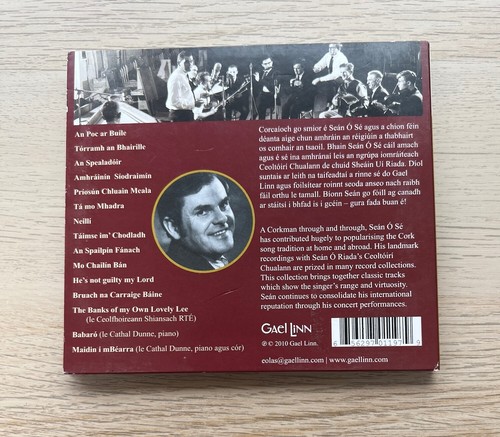 An Poc ar Buile
Tórramh an Bhairille
An Spealadóir
Amhráinín Síodraimín
Príosún Chluain Meala
Tá mo Mhadra
Neillí
Táimse im' Chodladh
An Spailpín Fánach
Mo Chailín Bán
He's not guilty my Lord
Bruach na Carraige Báine
The Banks of my Own Lovely Lee
(le Ceolfhoireann Shiansach RTÉ)
Babaró (le Cathal Dunne, piano)
Maidin i mBéarra (le Cathal Dunne, piano agus cór)
Corcaíoch go smior é Seán Ó Sé agus a chion féin
déanta aige chun amhráin an réigiúin a thabhairt
os comhair an tsaoil. Bhain Seán Ó Sé cáil amach
agus é sé ina amhránaí leis an ngrúpa iomráiteach
Ceoltóirí Chualann de chuid Sheáin Uí Riada. Díol
suntais ar leith na taifeadtaí a rinne sé do Gael
Linn agus foilsítear roinnt seoda anseo nach raibh
fáil orthu le tamall. Bíonn Seán go fóill ag canadh
ar stáitsí i bhfad is i gcéin – gura fada buan é!
A Corkman through and through, Seán Ó Sé
has contributed hugely to popularising the Cork
song tradition at home and abroad. His landmark
recordings with Seán Ó Riada's Ceoltóirí
Chualann are prized in many record collections.
This collection brings together classic tracks
which show the singer's range and virtuosity.
Seán continues to consolidate his international
reputation through his concert performances.
Gael Linn
℗ © 2010 Gael Linn.
eolas@gaellinn.com | www.gaellinn.com
6 56297 01197 9